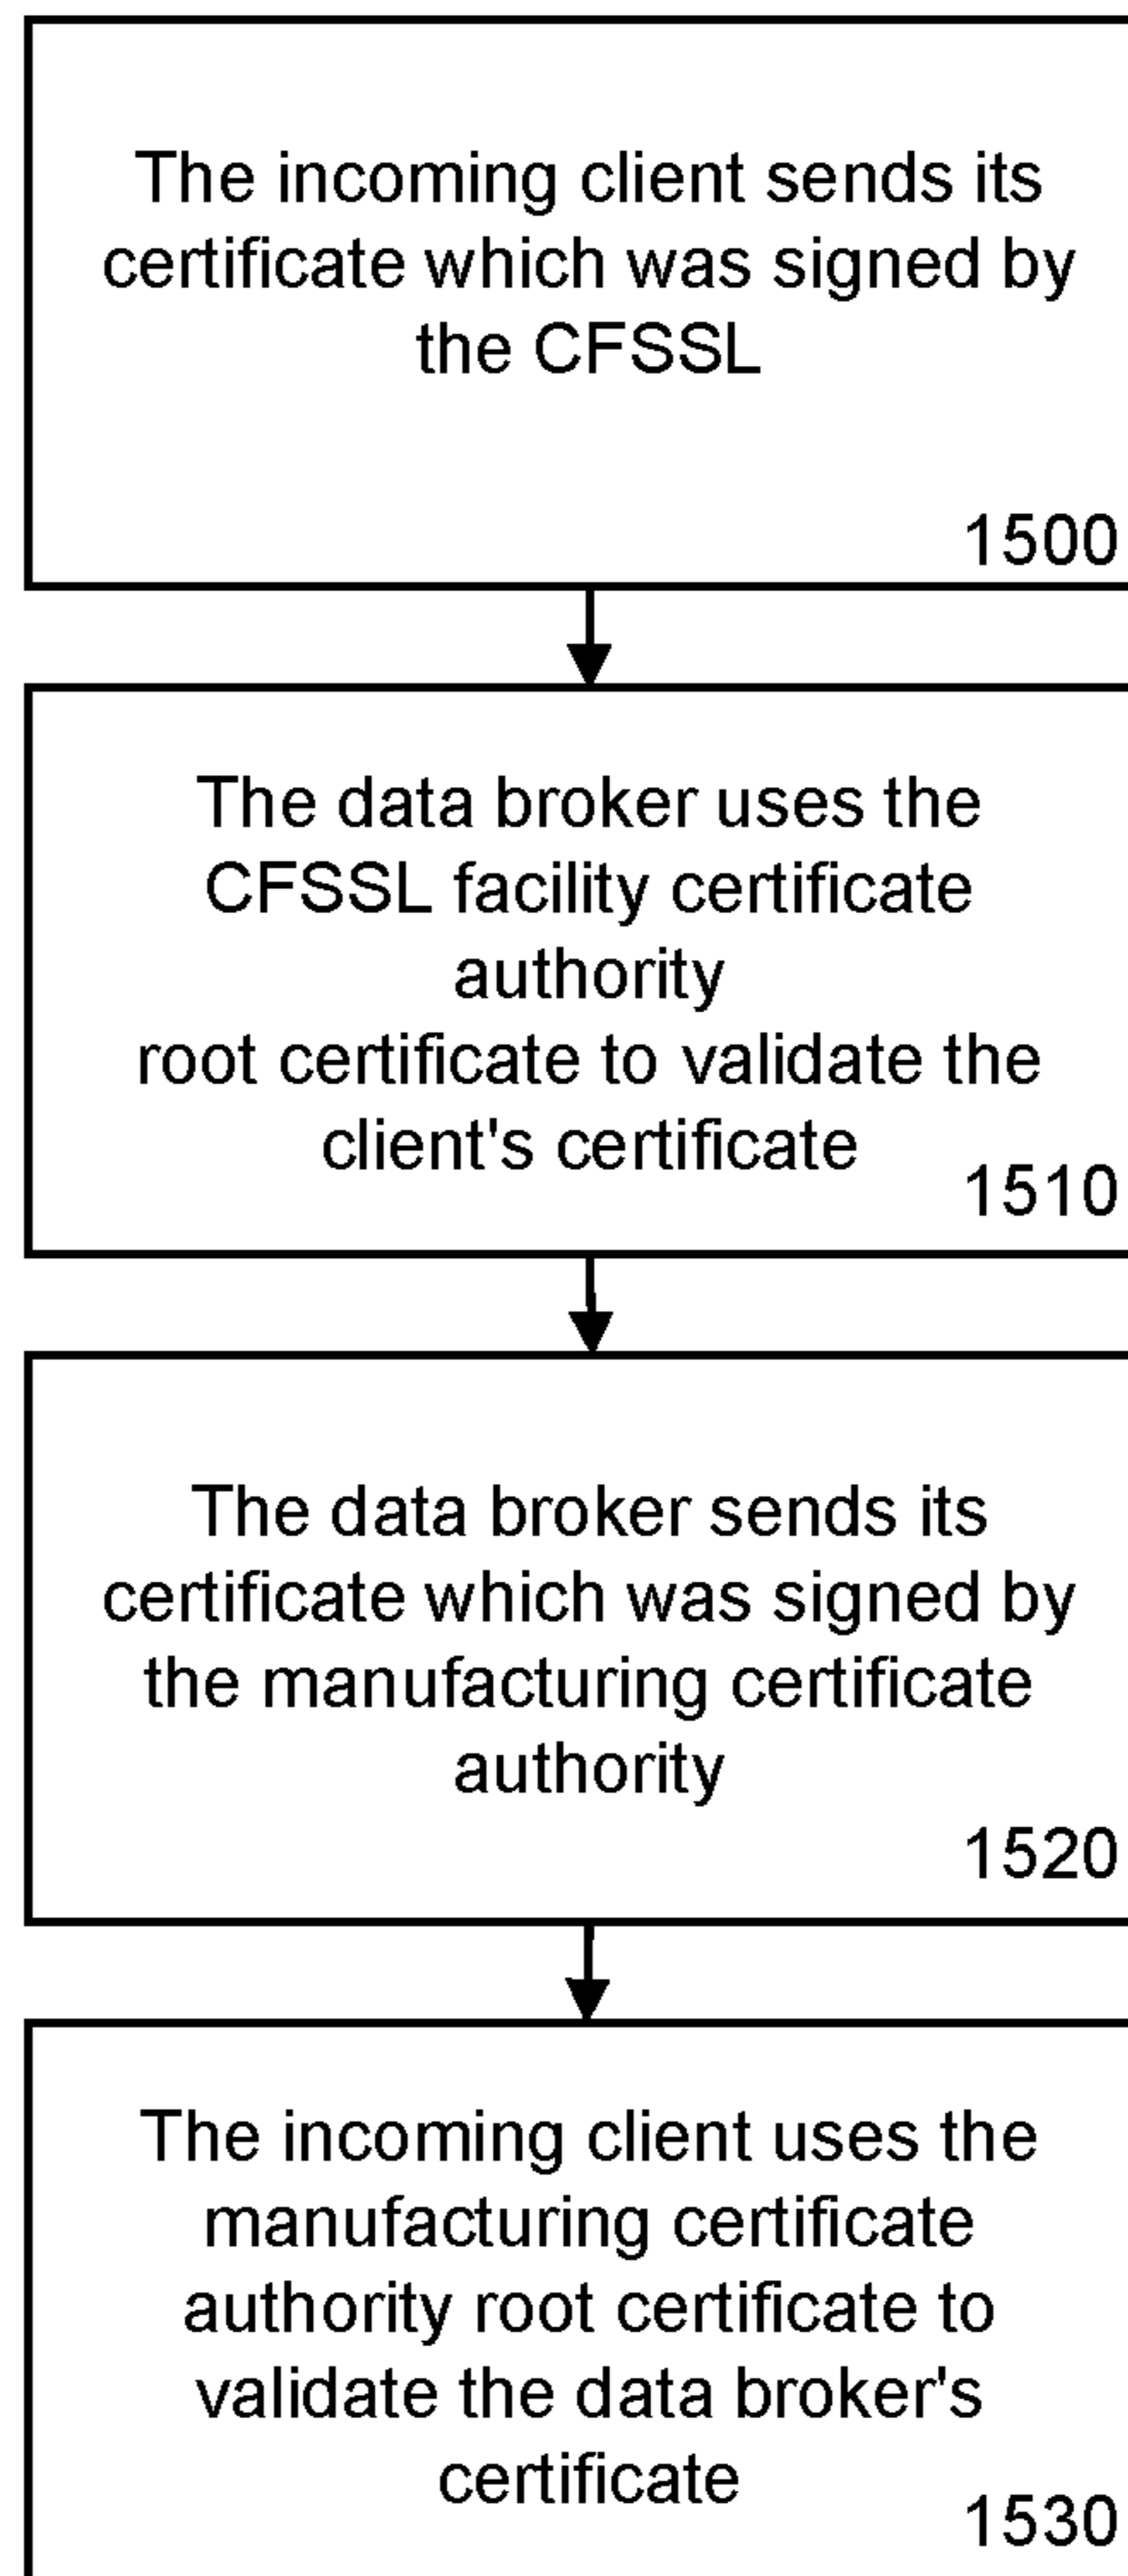 The incoming client sends its
certificate which was signed by
the CFSSL
1500
The data broker uses the
CFSSL facility certificate
authority
root certificate to validate the
client's certificate
1510
The data broker sends its
certificate which was signed by
the manufacturing certificate
authority
1520
The incoming client uses the
manufacturing certificate
authority root certificate to
validate the data broker's
certificate
1530